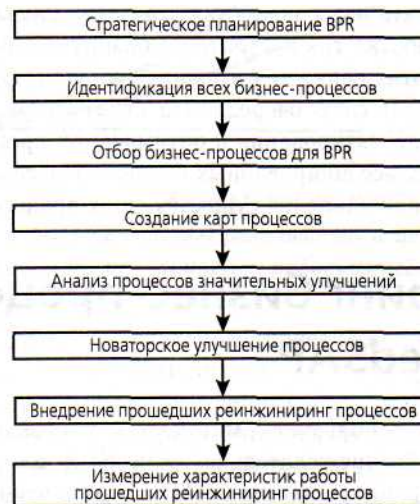 Стратегическое планирование BPR
Идентификация всех бизнес-процессов
Отбор бизнес-процессов для BPR
Создание карт процессов
Анализ процессов значительных улучшений
Новаторское улучшение процессов
Внедрение прошедших реинжиниринг процессов
Измерение характеристик работы
прошедших реинжиниринг процессов